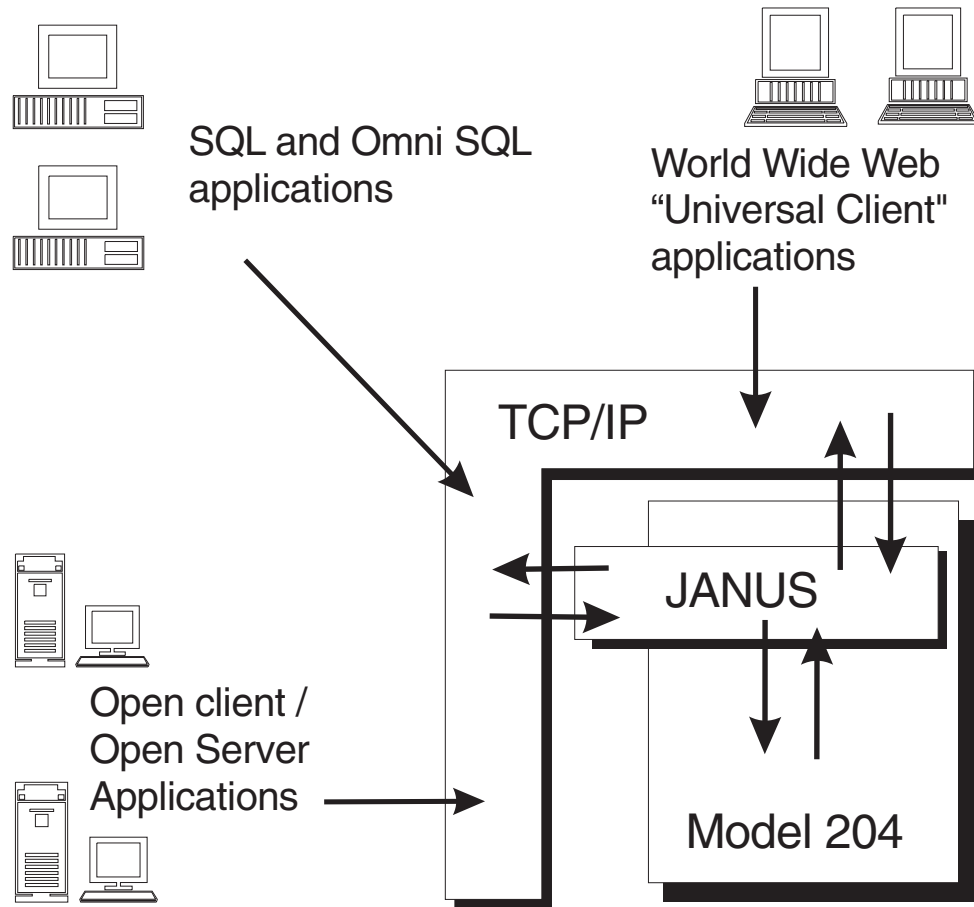 SQL and Omni SQL
applications
World Wide Web
“Universal Client"
applications
TCP/IP
JANUS
Open client /
Open Server
Applications
Model 204